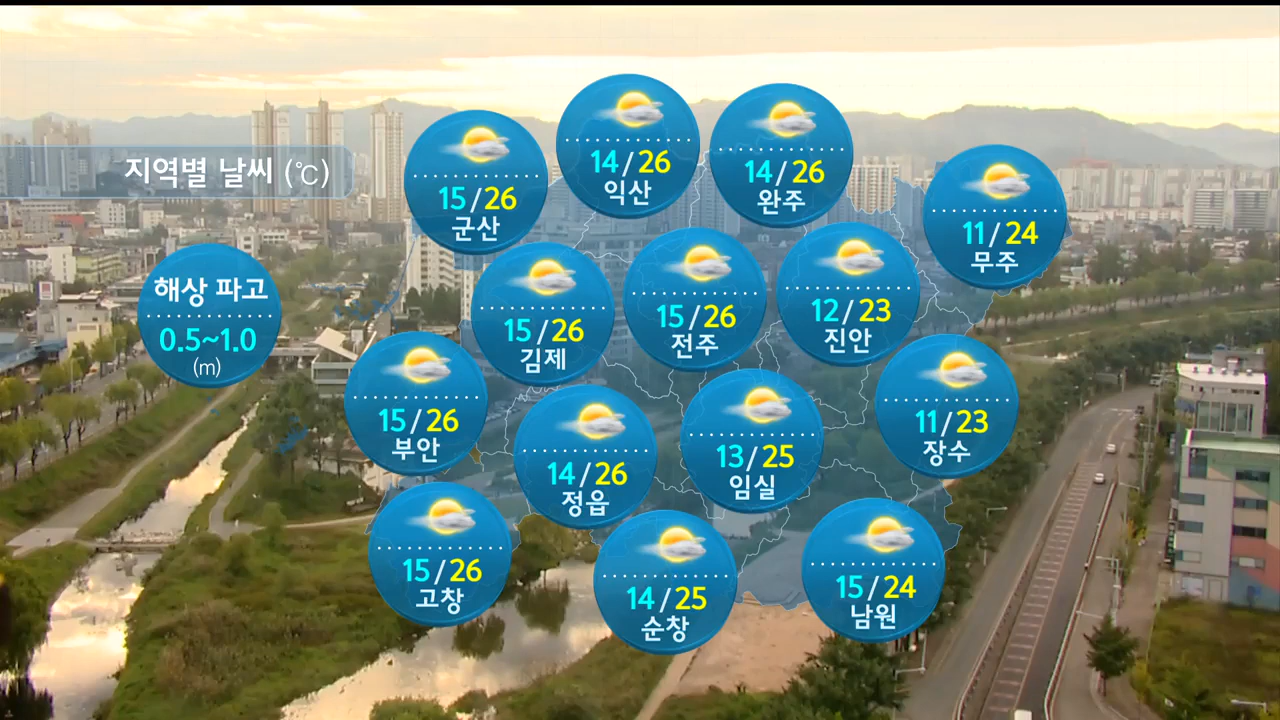 지역별 날씨 (℃)
14/26
익산
14/26
완주
15/26
군산
11/24
무주
해상 파고
0.5~1.0
(m)
15/26
김제
15/26
전주
12/23
진안
15/26
부안
14/26
정읍
13/25
임실
11/23
장수
15/26
고창
14/25
순창
15/24
남원